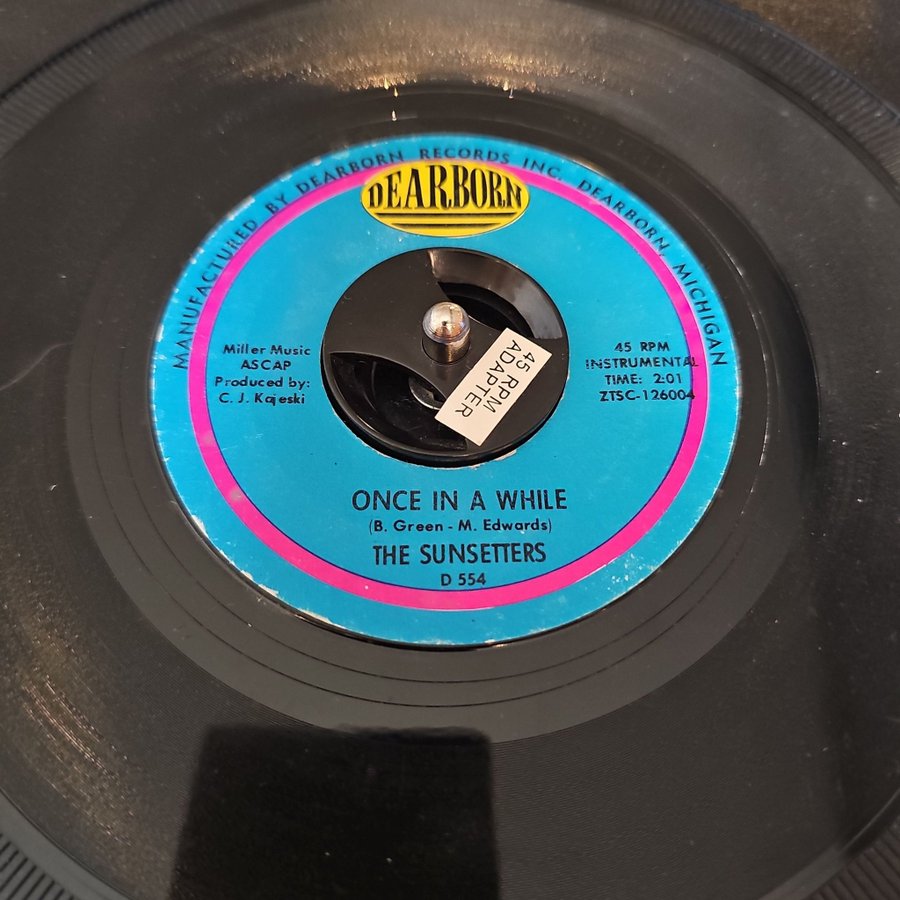 MANUFACTURED BY DEARBORN RECORDS INC. DEARBORN, MICHIGAN
DEARBORN
Miller Music
ASCAP
Produced by:
C. J. Kajeski
45 RPM
INSTRUMENTAL
TIME: 2:01
ZTSC-126004
45 RPM
ADAPTER
ONCE IN A WHILE
(B. Green - M. Edwards)
THE SUNSETTERS
D 554